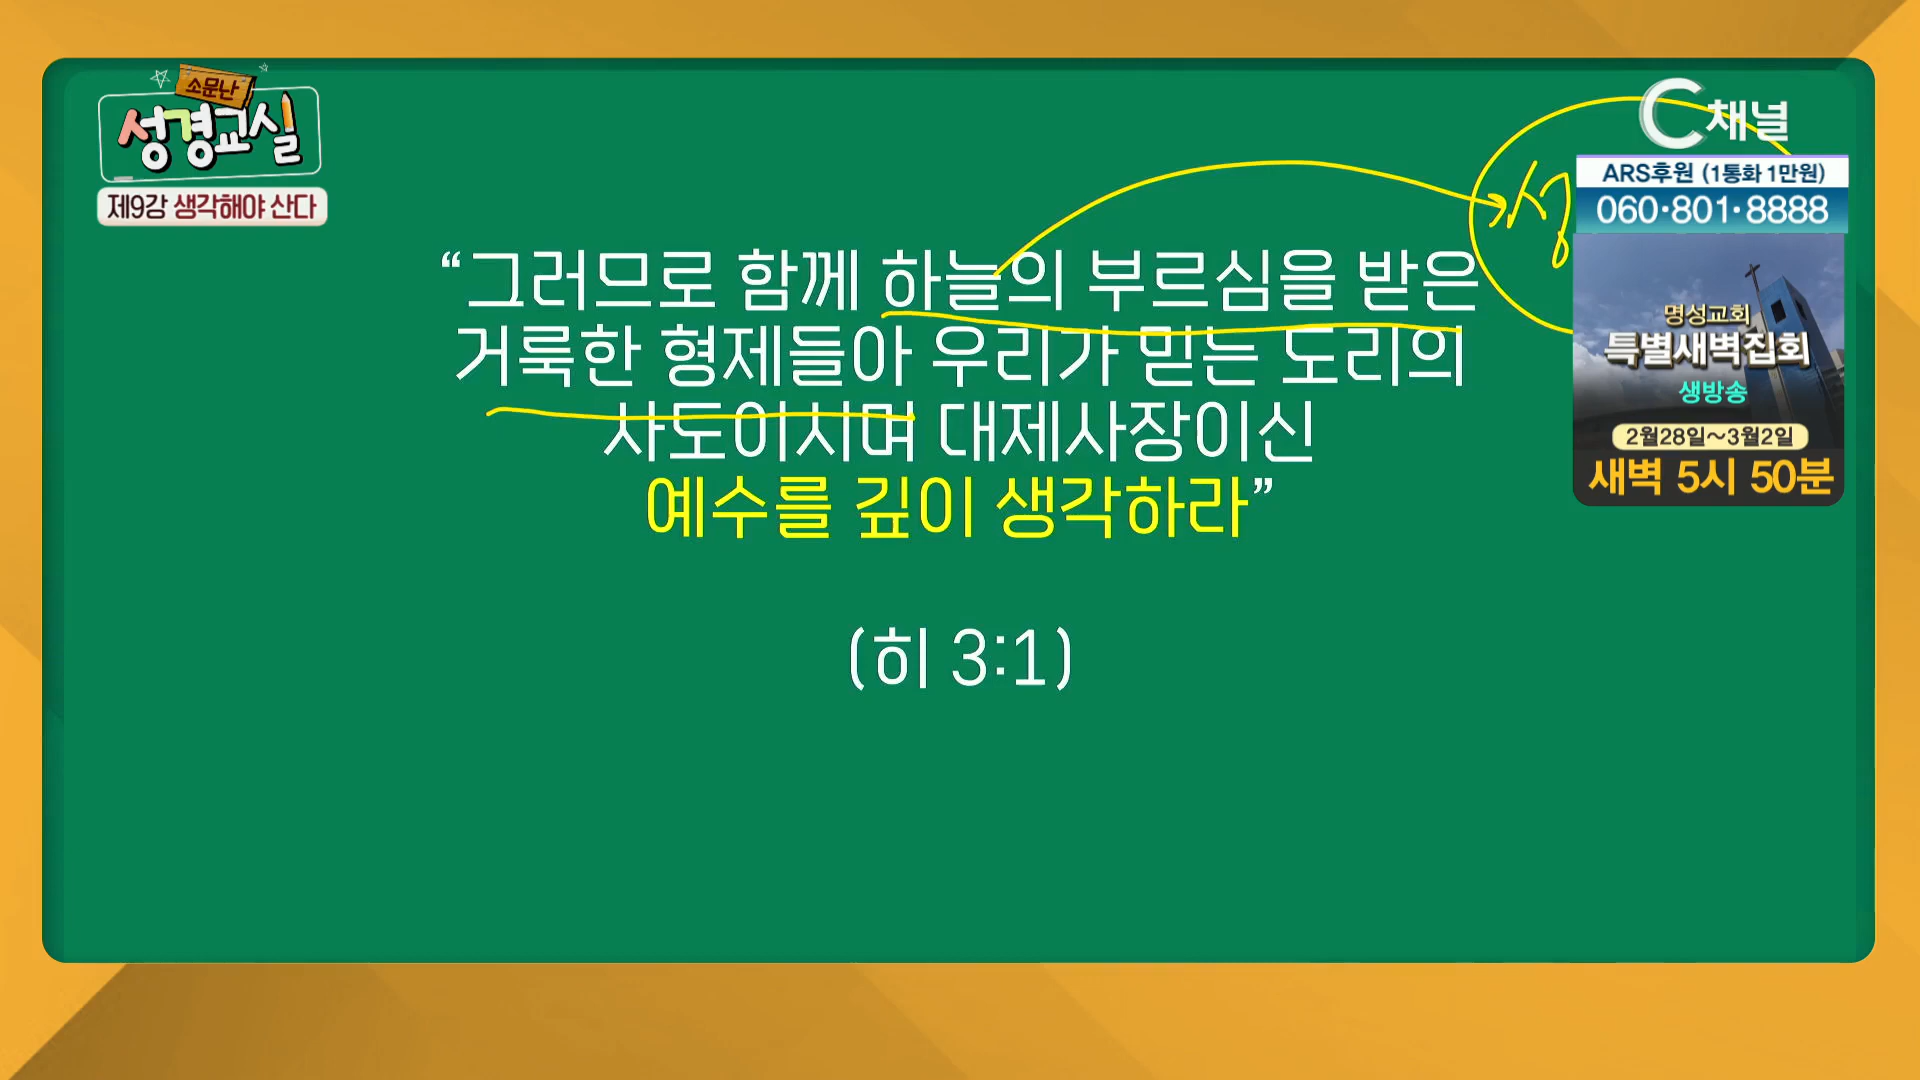 소문난
성경교실
제9강 생각해야 산다
C채널
ARS후원 (1통화 1만원)
060·801·8888
명성교회
특별새벽집회
생방송
2월28일~3월2일
새벽 5시 50분
“그러므로 함께 하늘의 부르심을 받은
거룩한 형제들아 우리가 믿는 도리의
사도이시며 대제사장이신
예수를 깊이 생각하라”
(히 3:1)